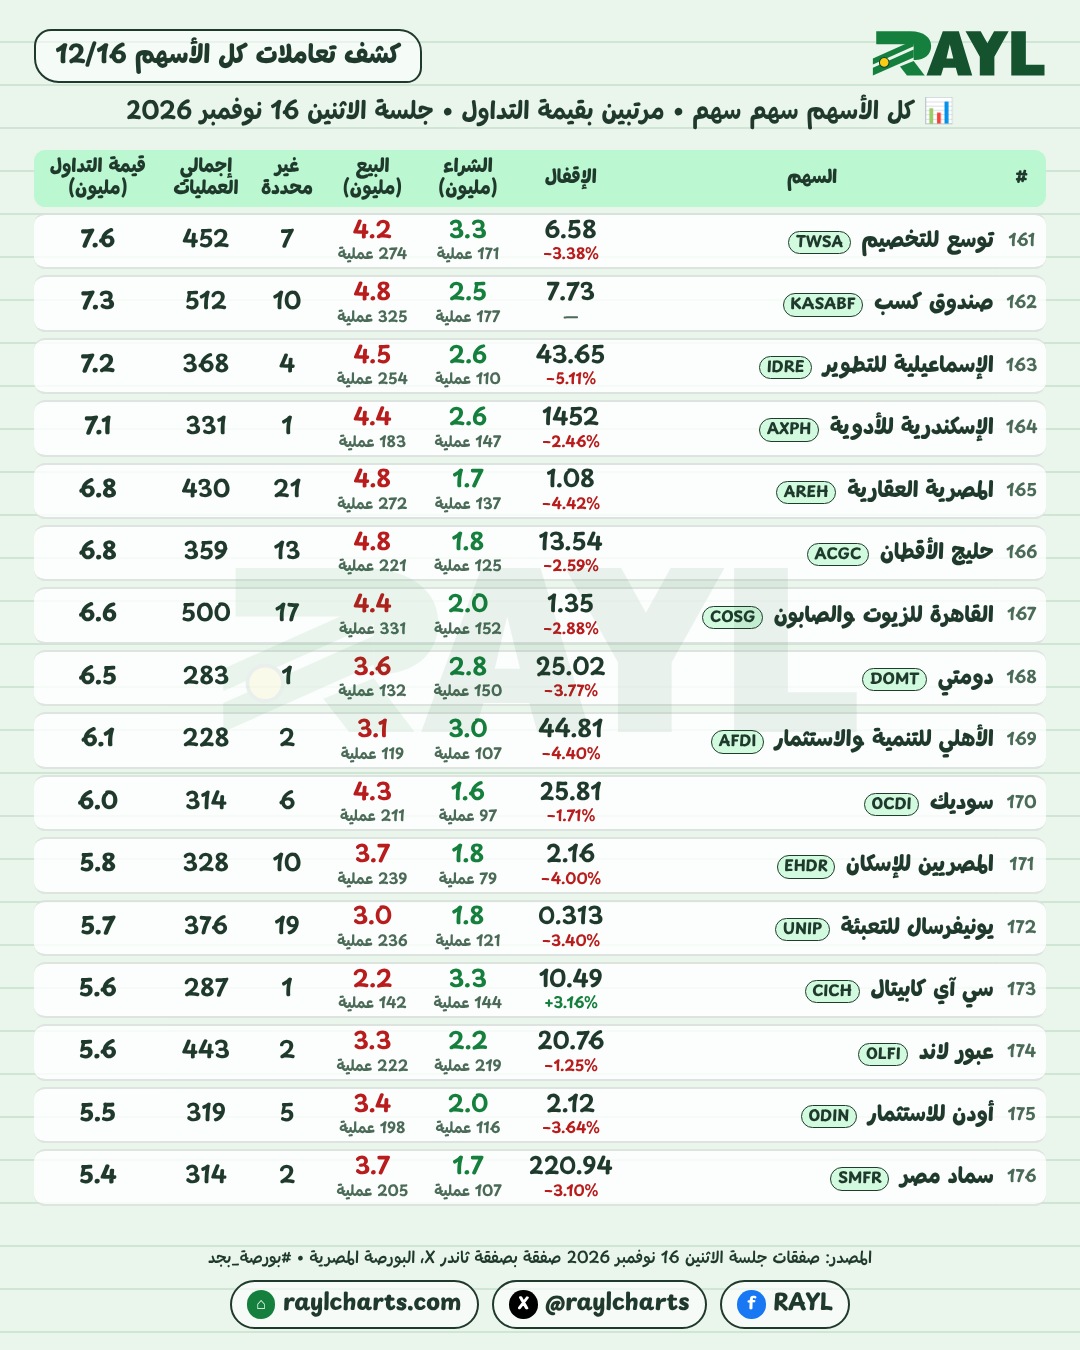 RAYL
كشف تعاملات كل الأسهم 12/16
📊 كل الأسهم سهم سهم • مرتبين بقيمة التداول • جلسة الاثنين 16 نوفمبر 2026
# السهم الإقفال الشراء (مليون) البيع (مليون) غير محددة إجمالي العمليات قيمة التداول (مليون)
161 توسع للتخصيم TWSA 6.58 3.3 4.2 7 452 7.6
-3.38% 171 عملية 274 عملية
162 صندوق كسب KASABF 7.73 2.5 4.8 10 512 7.3
— 177 عملية 325 عملية
163 الإسماعيلية للتطوير IDRE 43.65 2.6 4.5 4 368 7.2
-5.11% 110 عملية 254 عملية
164 الإسكندرية للأدوية AXPH 1452 2.6 4.4 1 331 7.1
-2.46% 147 عملية 183 عملية
165 المصرية العقارية AREH 1.08 1.7 4.8 21 430 6.8
-4.42% 137 عملية 272 عملية
166 حليج الأقطان ACGC 13.54 1.8 4.8 13 359 6.8
-2.59% 125 عملية 221 عملية
167 القاهرة للزيوت والصابون COSG 1.35 2.0 4.4 17 500 6.6
-2.88% 152 عملية 331 عملية
168 دومتي DOMT 25.02 2.8 3.6 1 283 6.5
-3.77% 150 عملية 132 عملية
169 الأهلي للتنمية والاستثمار AFDI 44.81 3.0 3.1 2 228 6.1
-4.40% 107 عملية 119 عملية
170 سوديك OCDI 25.81 1.6 4.3 6 314 6.0
-1.71% 97 عملية 211 عملية
171 المصريين للإسكان EHDR 2.16 1.8 3.7 10 328 5.8
-4.00% 79 عملية 239 عملية
172 يونيفرسال للتعبئة UNIP 0.313 1.8 3.0 19 376 5.7
-3.40% 121 عملية 236 عملية
173 سي آي كابيتال CICH 10.49 3.3 2.2 1 287 5.6
+3.16% 144 عملية 142 عملية
174 عبور لاند OLFI 20.76 2.2 3.3 2 443 5.6
-1.25% 219 عملية 222 عملية
175 أودن للاستثمار ODIN 2.12 2.0 3.4 5 319 5.5
-3.64% 116 عملية 198 عملية
176 سماد مصر SMFR 220.94 1.7 3.7 2 314 5.4
-3.10% 107 عملية 205 عملية
المصدر: صفقات جلسة الاثنين 16 نوفمبر 2026 صفقة بصفقة ثاندر X، البورصة المصرية • #بورصة_بجد
raylcharts.com @raylcharts RAYL